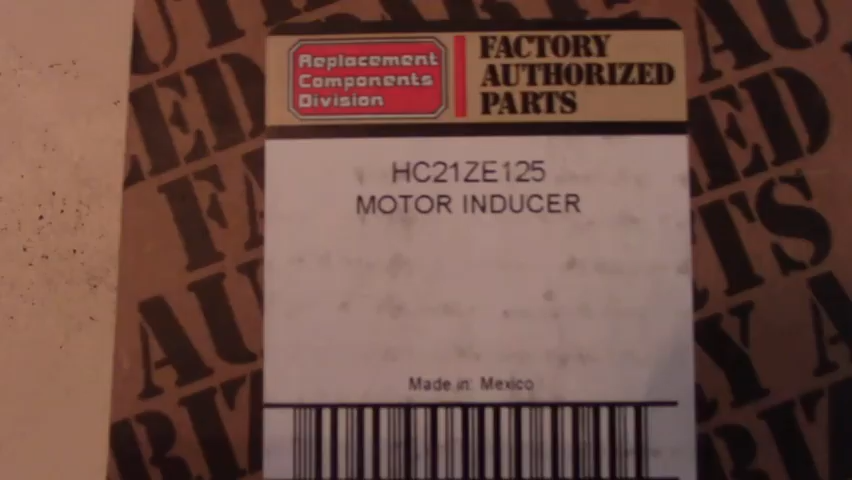 Replacement
Components
Division
FACTORY
AUTHORIZED
PARTS
HC21ZE125
MOTOR INDUCER
Made in: Mexico